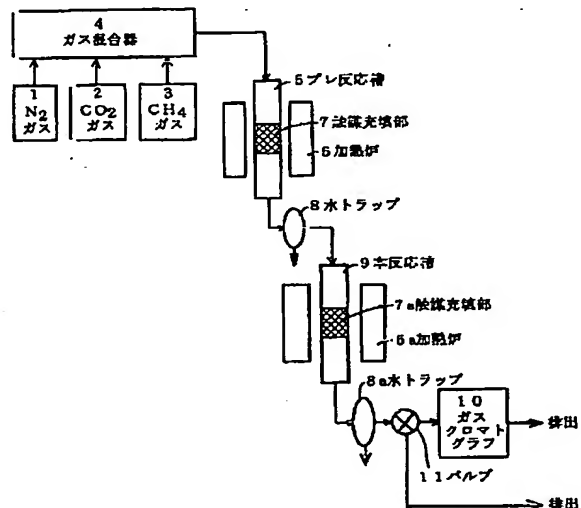 4
ガス混合器
1
N2
ガス
2
CO2
ガス
3
CH4
ガス
5プレ反応槽
7触媒充填部
6加熱炉
8水トラップ
9本反応槽
7a触媒充填部
6a加熱炉
8a水トラップ
10
ガス
クロマト
グラフ
排出
11バルブ
排出